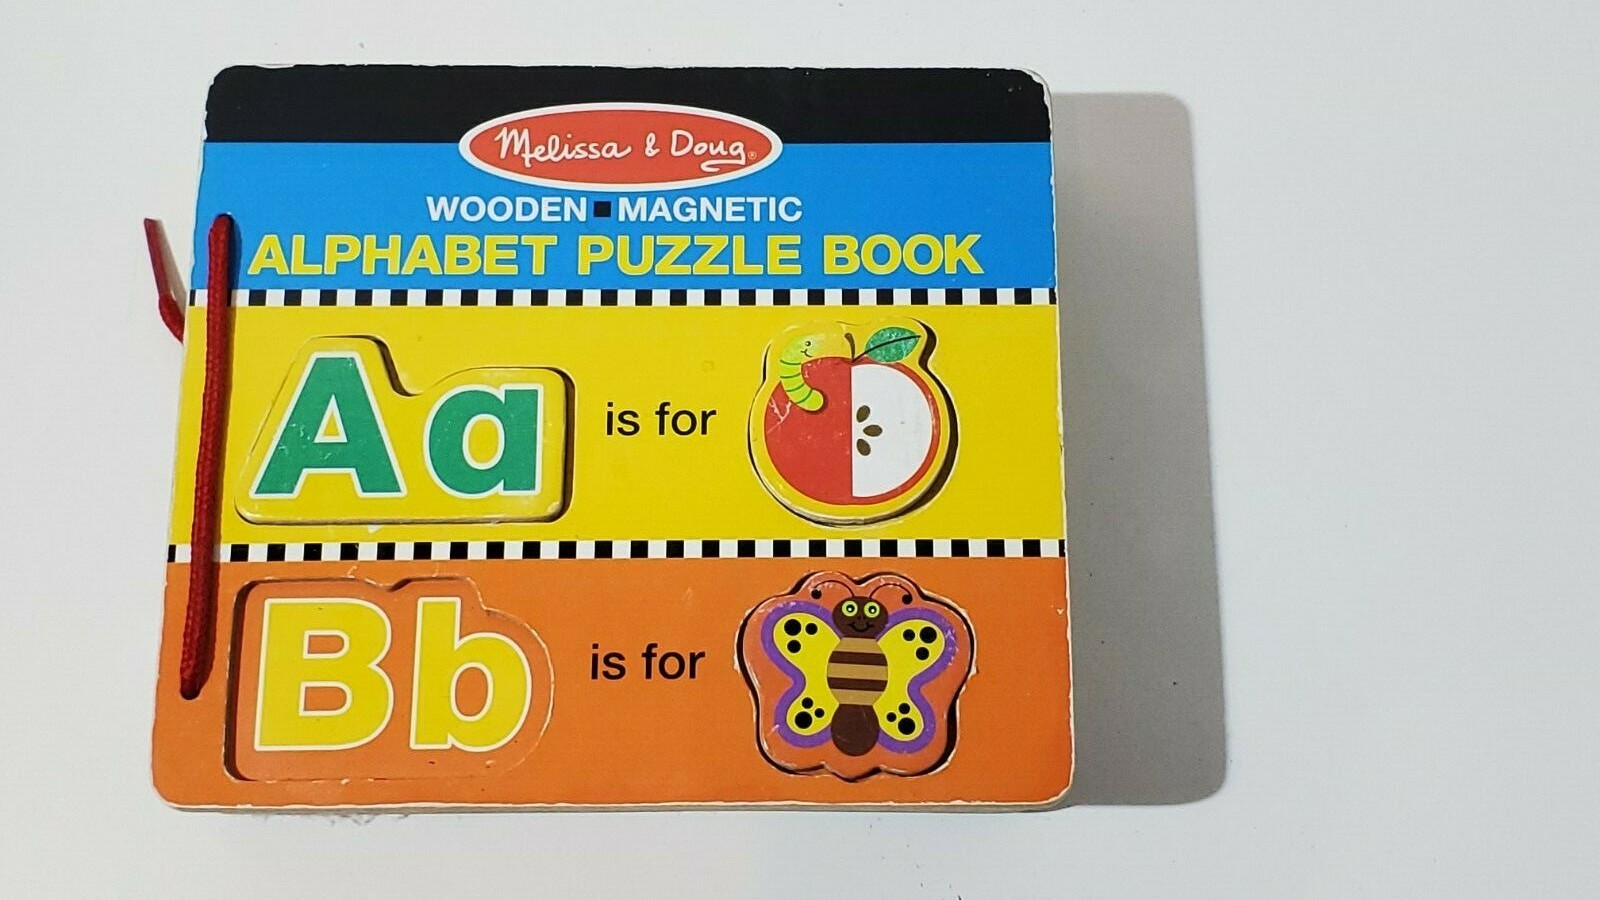 Melissa & Doug®
WOODEN ■ MAGNETIC
ALPHABET PUZZLE BOOK
Aa is for
Bb is for